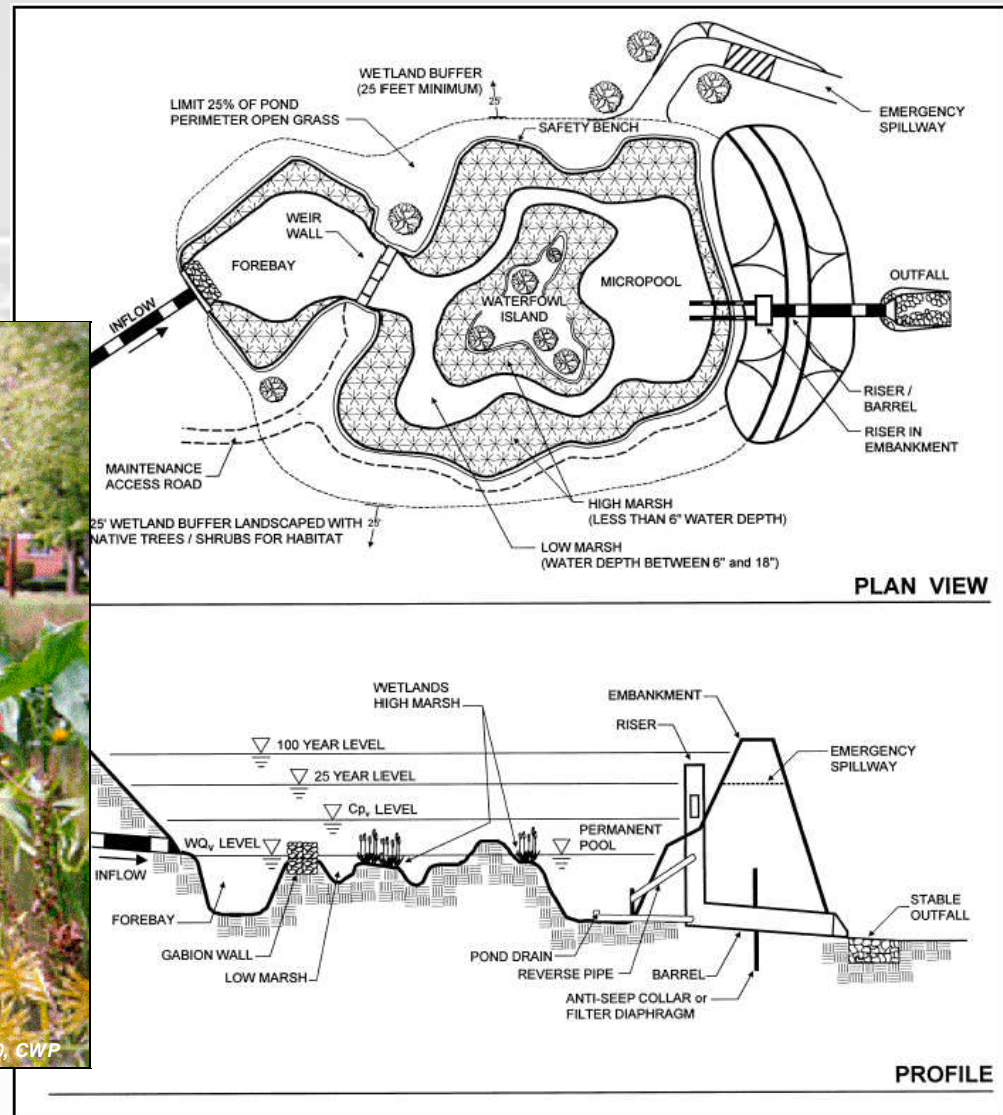 WETLAND BUFFER
(25 FEET MINIMUM)
25'
LIMIT 25% OF POND
PERIMETER OPEN GRASS
SAFETY BENCH
EMERGENCY
SPILLWAY
WEIR
WALL
FOREBAY
MICROPOOL
WATERFOWL
ISLAND
OUTFALL
INFLOW
RISER /
BARREL
RISER IN
EMBANKMENT
MAINTENANCE
ACCESS ROAD
HIGH MARSH
(LESS THAN 6" WATER DEPTH)
25' WETLAND BUFFER LANDSCAPED WITH
NATIVE TREES / SHRUBS FOR HABITAT
25'
LOW MARSH
(WATER DEPTH BETWEEN 6" and 18")
PLAN VIEW
WETLANDS
HIGH MARSH
EMBANKMENT
RISER
100 YEAR LEVEL
EMERGENCY
SPILLWAY
25 YEAR LEVEL
Cpv LEVEL
WQv LEVEL
PERMANENT
POOL
INFLOW
FOREBAY
STABLE
OUTFALL
GABION WALL
POND DRAIN
LOW MARSH
REVERSE PIPE
BARREL
ANTI-SEEP COLLAR or
FILTER DIAPHRAGM
, CWP
PROFILE